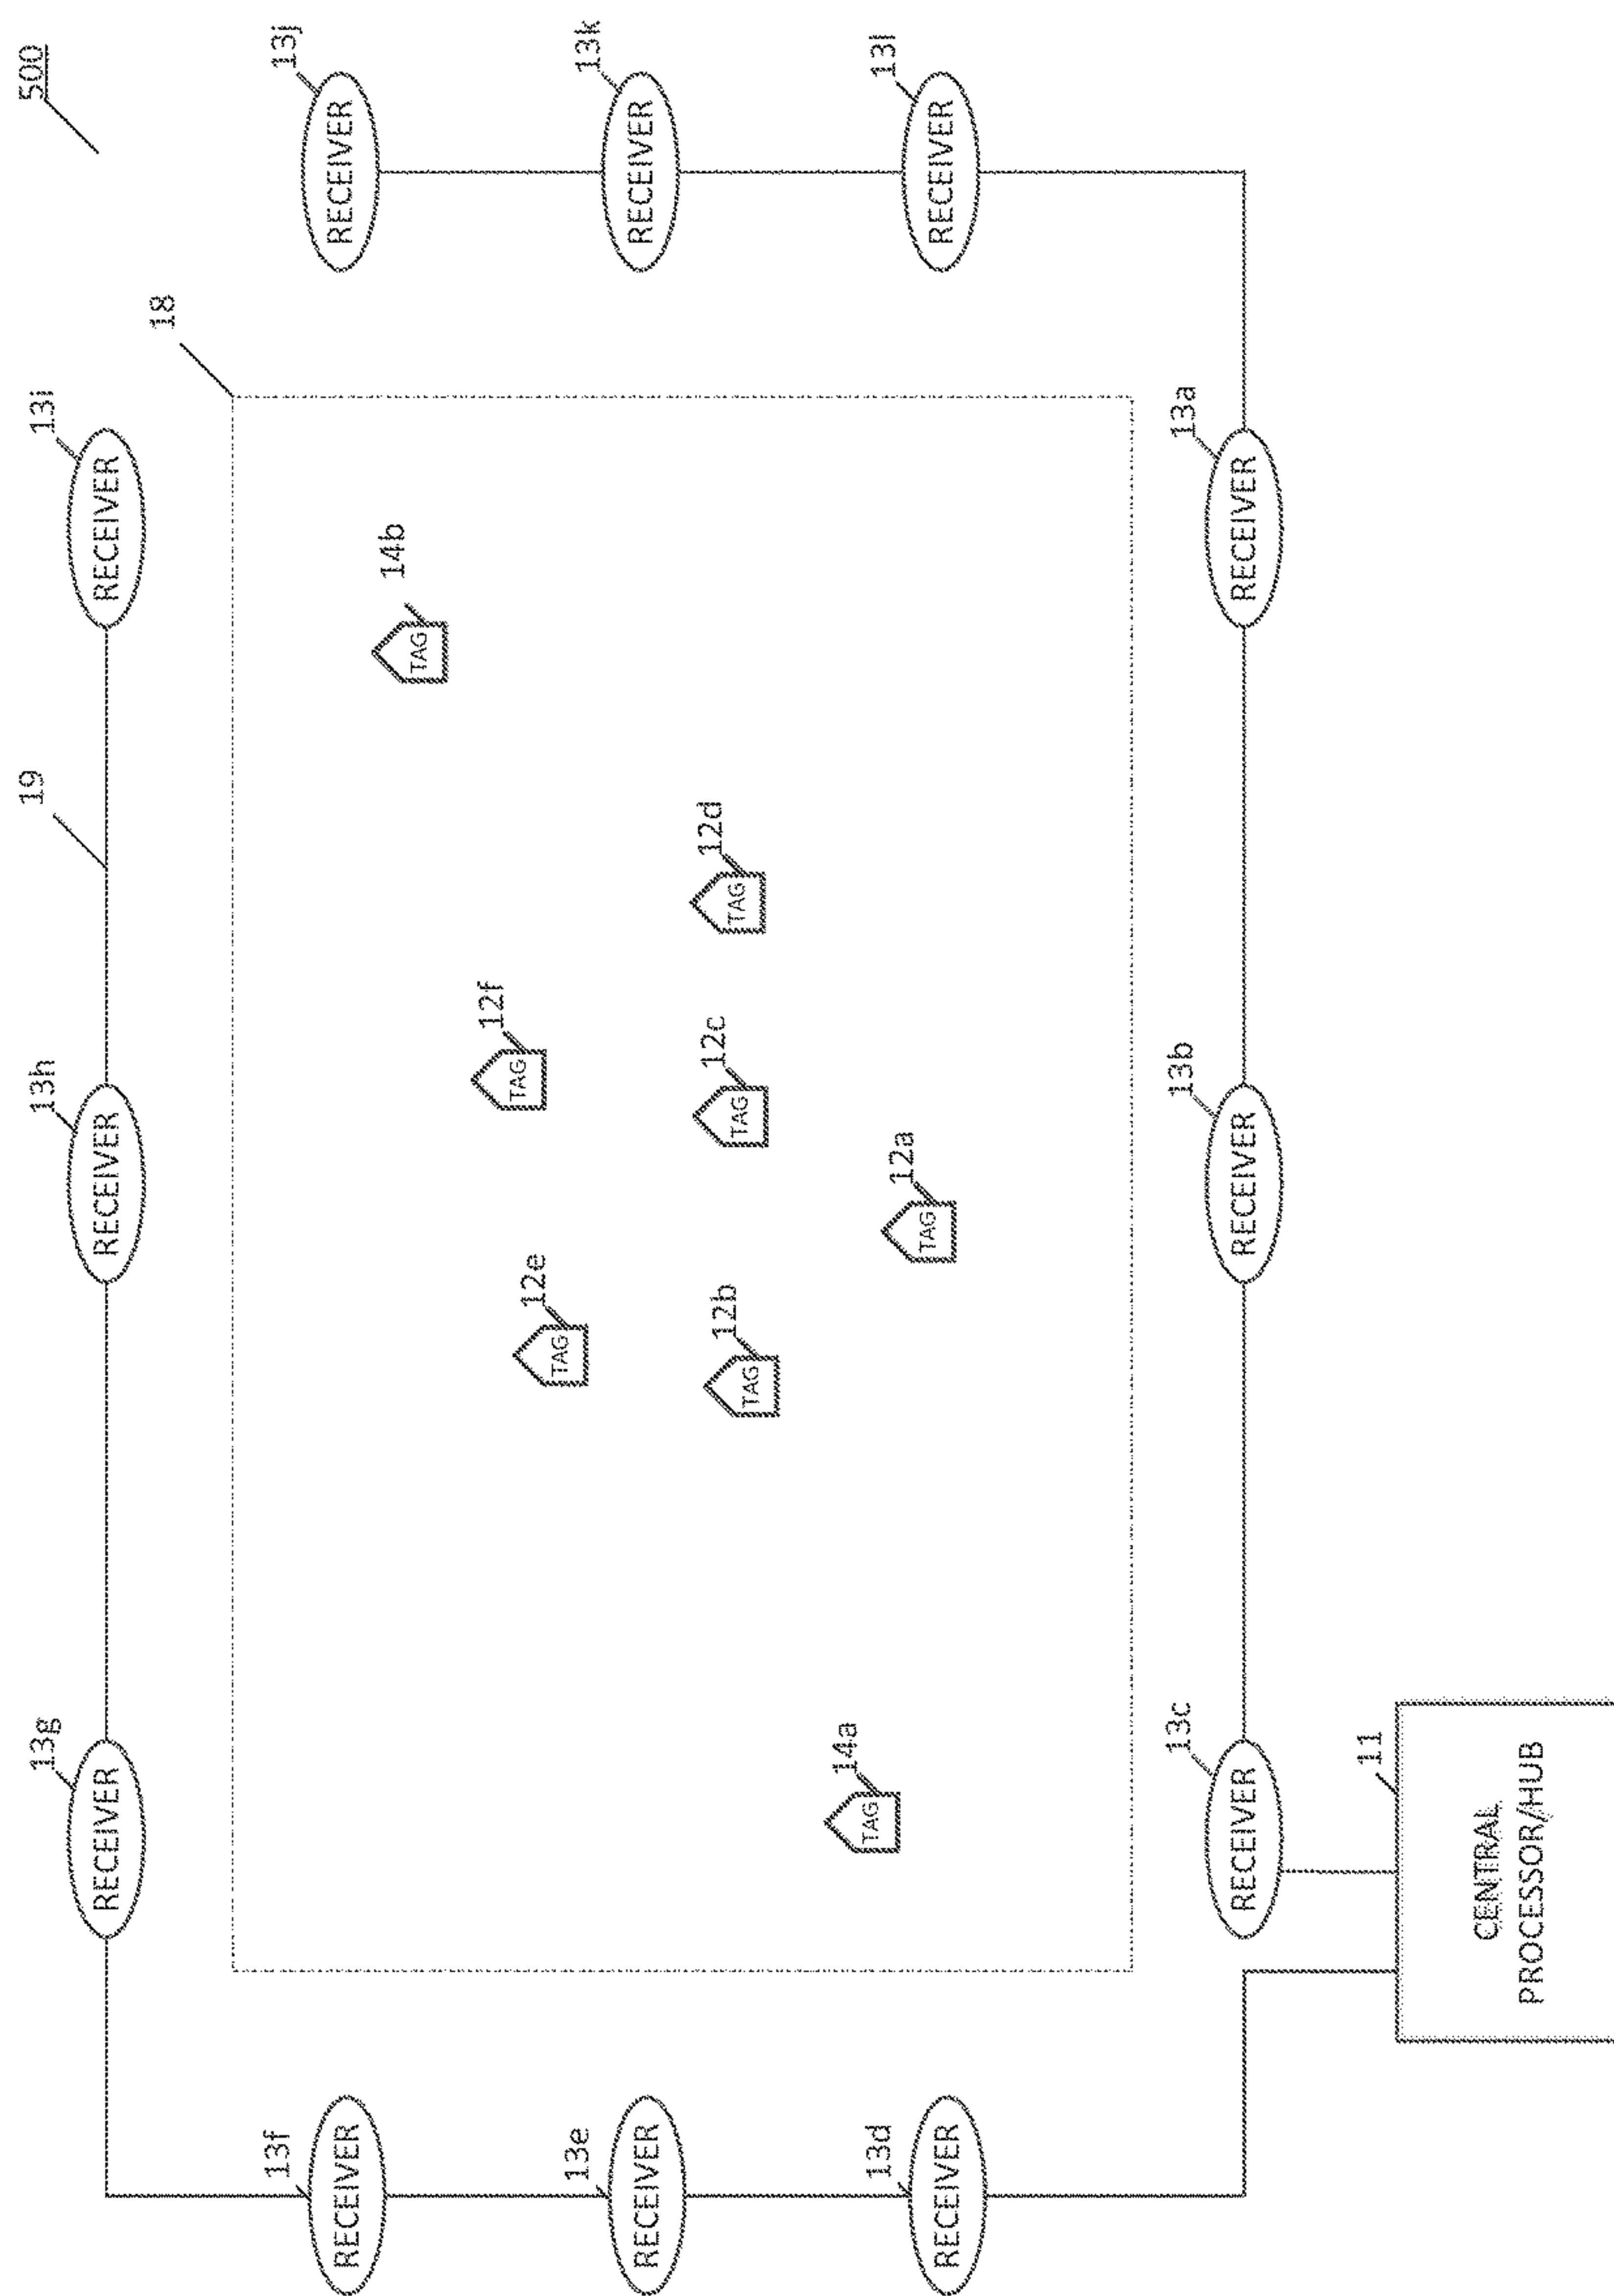 500
13j
RECEIVER
13k
RECEIVER
13l
RECEIVER
18
13i
RECEIVER
13a
RECEIVER
14b
TAG
19
12d
TAG
12f
TAG
12c
TAG
13h
RECEIVER
13b
RECEIVER
12a
TAG
12e
TAG
12b
TAG
13g
RECEIVER
14a
TAG
13c
RECEIVER
11
CENTRAL
PROCESSOR/HUB
13f
RECEIVER
13e
RECEIVER
13d
RECEIVER